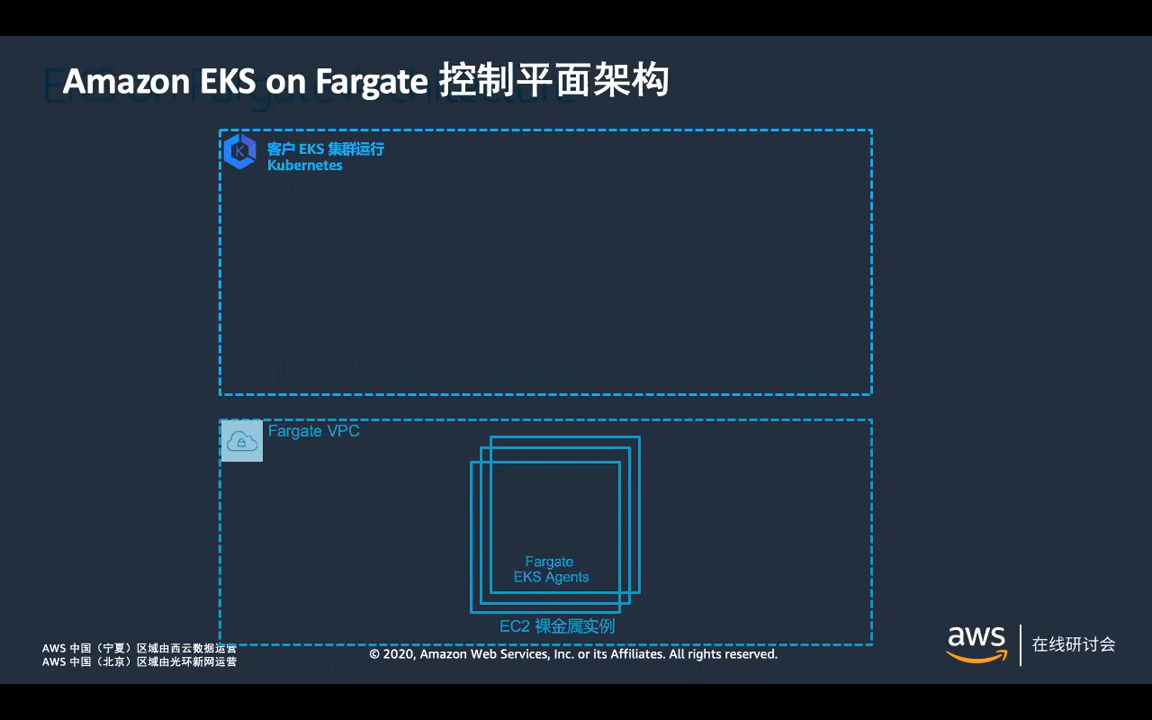 Amazon EKS on Fargate 控制平面架构
客户 EKS 集群运行
Kubernetes
Fargate VPC
Fargate
EKS Agents
EC2 裸金属实例
AWS 中国（宁夏）区域由西云数据运营
AWS 中国（北京）区域由光环新网运营
© 2020, Amazon Web Services, Inc. or its Affiliates. All rights reserved.
aws
在线研讨会